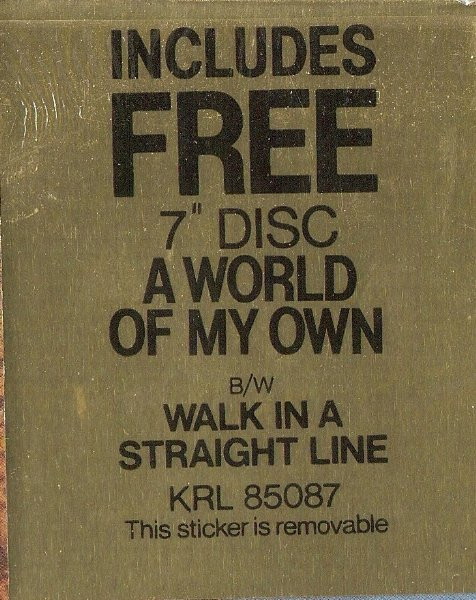 INCLUDES
FREE
7" DISC
A WORLD
OF MY OWN
B/W
WALK IN A
STRAIGHT LINE
KRL 85087
This sticker is removable